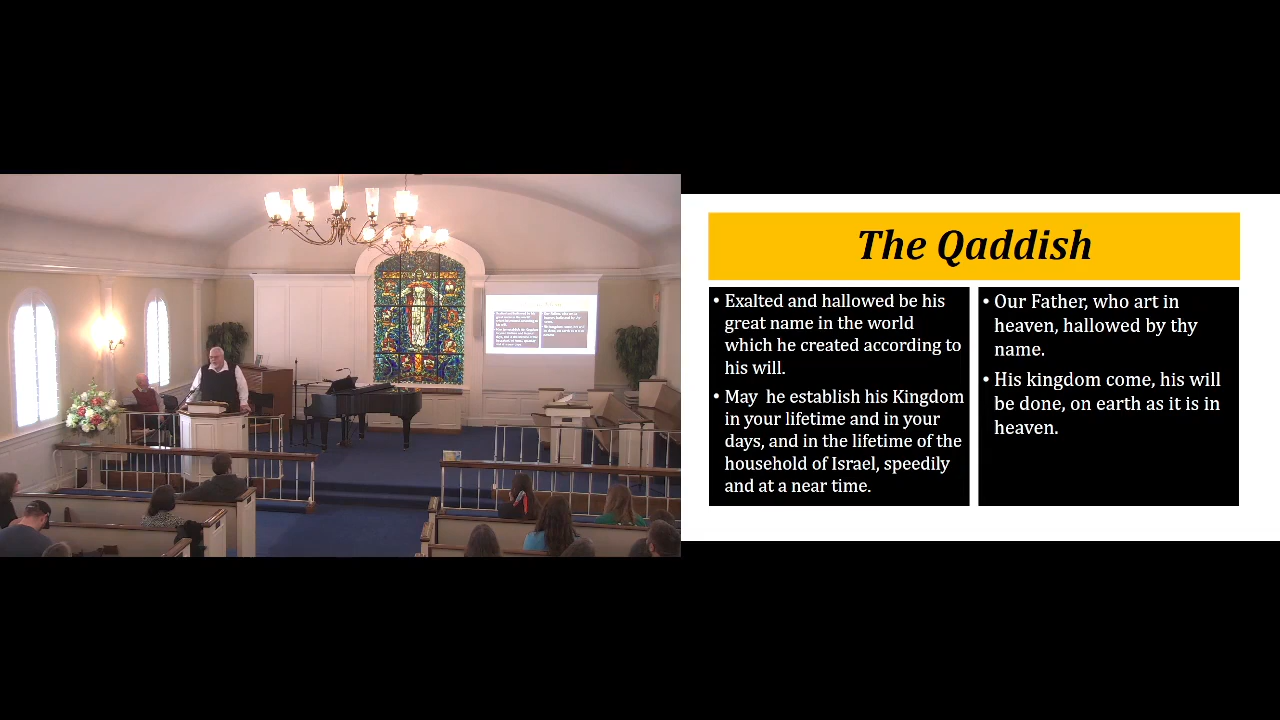 The Qaddish
• Exalted and hallowed be his
great name in the world
which he created according to
his will.
• May  he establish his Kingdom
in your lifetime and in your
days, and in the lifetime of the
household of Israel, speedily
and at a near time.
• Our Father, who art in
heaven, hallowed by thy
name.
• His kingdom come, his will
be done, on earth as it is in
heaven.